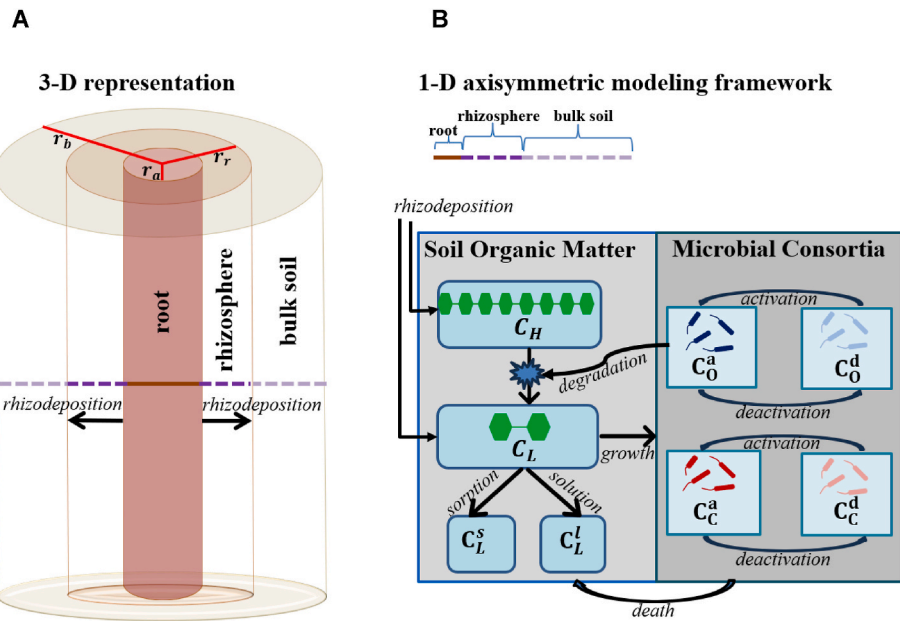 A
3-D representation
r_b
r_r
r_a
root
rhizosphere
bulk soil
rhizodeposition
rhizodeposition
B
1-D axisymmetric modeling framework
root
rhizosphere
bulk soil
rhizodeposition
Soil Organic Matter
C_H
degradation
C_L
growth
sorption
solution
C_L^s
C_L^l
death
Microbial Consortia
activation
C_O^a
C_O^d
deactivation
activation
C_C^a
C_C^d
deactivation